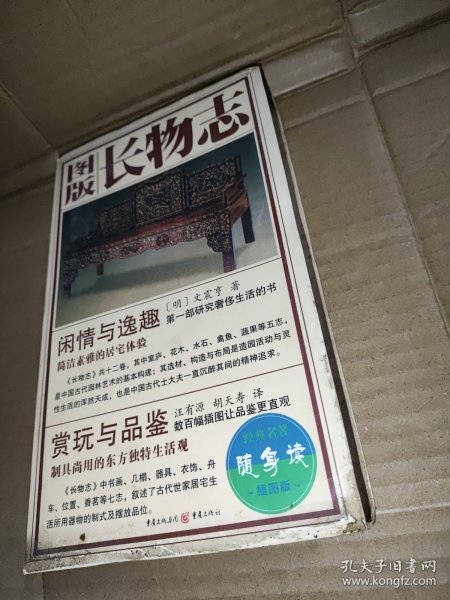 图版 长物志
闲情与逸趣
[明] 文震亨 著
第一部研究奢侈生活的书
简洁素雅的居宅体验
《长物志》共十二卷,其中室庐、花木、水石、禽鱼、蔬果等五志,
是中国古代园林艺术的基本构建;其选材、构造与布局是造园活动与灵
性生活的浑然天成,也是中国古代士大夫一直沉醉其间的精神追求。
赏玩与品鉴
汪有源 胡天寿 译
数百幅插图让品鉴更直观
制具尚用的东方独特生活观
《长物志》中书画、几榻、器具、衣饰、舟
车、位置、香茗等七志,叙述了古代世家居宅生
活所用器物的制式及摆放品位。
经典名著
随身读
~插图版~
重庆出版集团 重庆出版社
孔夫子旧书网
www.kongfz.com